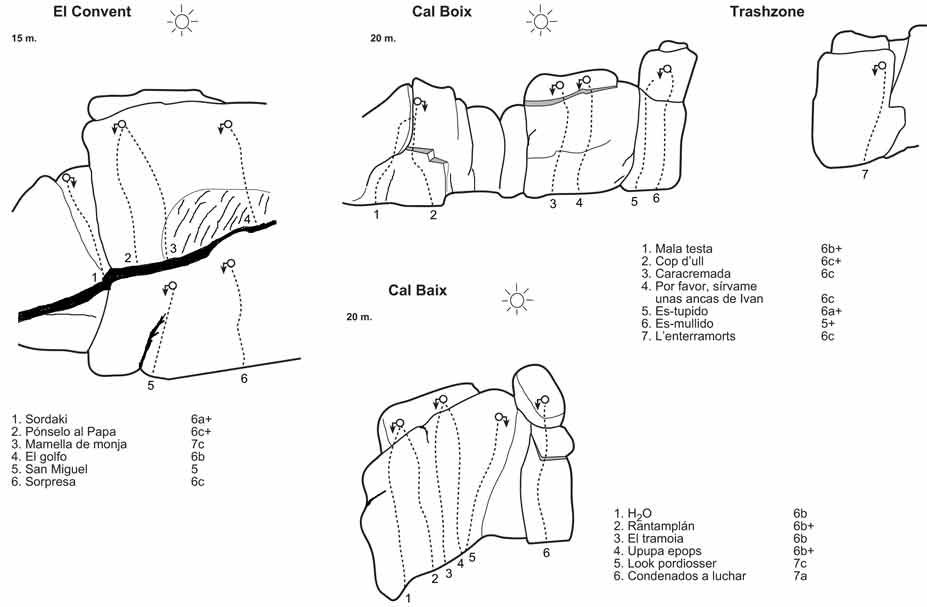 El Convent
15 m.
1
2
3
4
5
6
1. Sordaki 6a+
2. Pónselo al Papa 6c+
3. Mamella de monja 7c
4. El golfo 6b
5. San Miguel 5
6. Sorpresa 6c
Cal Boix
20 m.
1
2
3
4
5
6
Trashzone
7
1. Mala testa 6b+
2. Cop d'ull 6c+
3. Caracremada 6c
4. Por favor, sírvame
unas ancas de Ivan 6c
5. Es-tupido 6a+
6. Es-mullido 5+
7. L'enterramorts 6c
Cal Baix
20 m.
1
2
3
4
5
6
1. H2O 6b
2. Rantamplán 6b+
3. El tramoia 6b
4. Upupa epops 6b+
5. Look pordiosser 7c
6. Condenados a luchar 7a